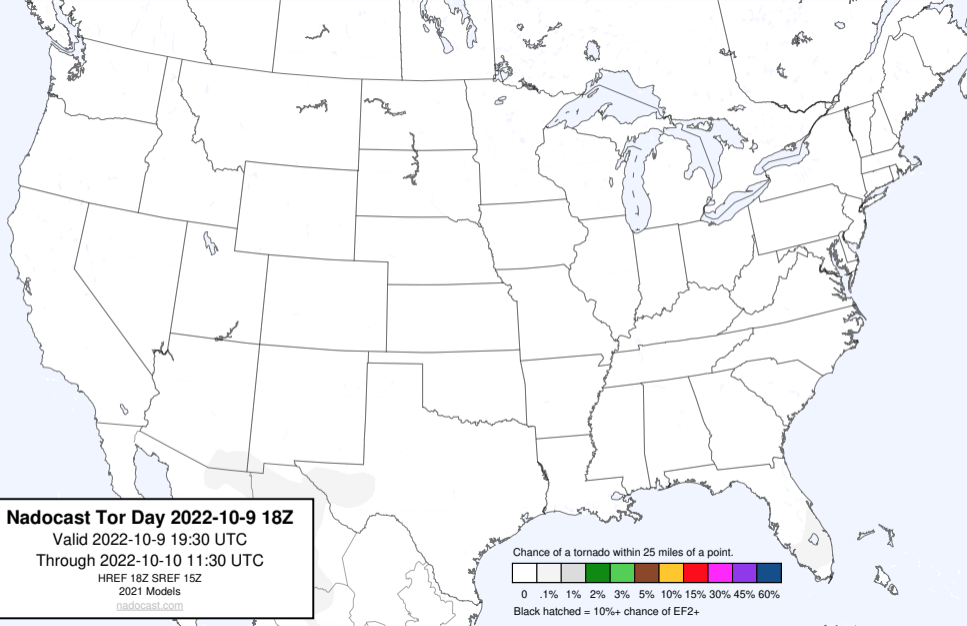 Nadocast Tor Day 2022-10-9 18Z
Valid 2022-10-9 19:30 UTC
Through 2022-10-10 11:30 UTC
HREF 18Z SREF 15Z
2021 Models
nadocast.com
Chance of a tornado within 25 miles of a point.
0 .1% 1% 2% 3% 5% 10% 15% 30% 45% 60%
Black hatched = 10%+ chance of EF2+